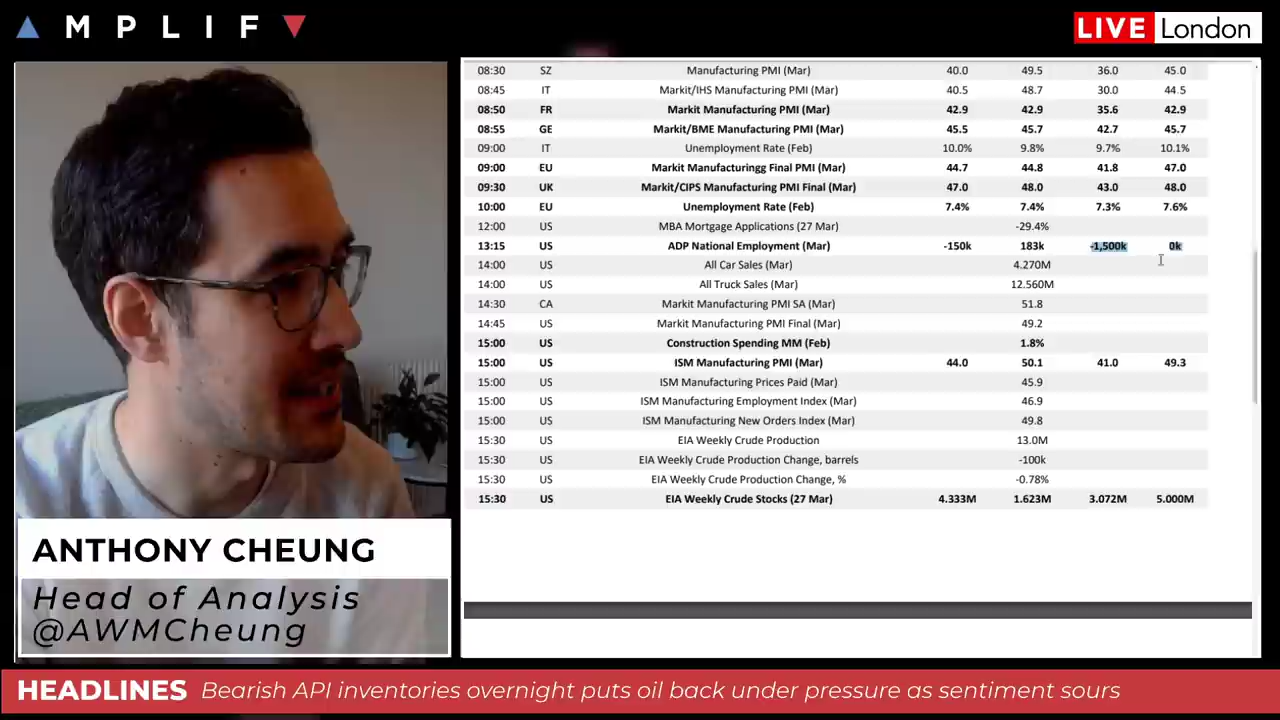 AMPLIFY
LIVE London
08:30 SZ Manufacturing PMI (Mar) 40.0 49.5 36.0 45.0
08:45 IT Markit/IHS Manufacturing PMI (Mar) 40.5 48.7 30.0 44.5
08:50 FR Markit Manufacturing PMI (Mar) 42.9 42.9 35.6 42.9
08:55 GE Markit/BME Manufacturing PMI (Mar) 45.5 45.7 42.7 45.7
09:00 IT Unemployment Rate (Feb) 10.0% 9.8% 9.7% 10.1%
09:00 EU Markit Manufacturingg Final PMI (Mar) 44.7 44.8 41.8 47.0
09:30 UK Markit/CIPS Manufacturing PMI Final (Mar) 47.0 48.0 43.0 48.0
10:00 EU Unemployment Rate (Feb) 7.4% 7.4% 7.3% 7.6%
12:00 US MBA Mortgage Applications (27 Mar) -29.4%
13:15 US ADP National Employment (Mar) -150k 183k -1,500k 0k
14:00 US All Car Sales (Mar) 4.270M
14:00 US All Truck Sales (Mar) 12.560M
14:30 CA Markit Manufacturing PMI SA (Mar) 51.8
14:45 US Markit Manufacturing PMI Final (Mar) 49.2
15:00 US Construction Spending MM (Feb) 1.8%
15:00 US ISM Manufacturing PMI (Mar) 44.0 50.1 41.0 49.3
15:00 US ISM Manufacturing Prices Paid (Mar) 45.9
15:00 US ISM Manufacturing Employment Index (Mar) 46.9
15:00 US ISM Manufacturing New Orders Index (Mar) 49.8
15:30 US EIA Weekly Crude Production 13.0M
15:30 US EIA Weekly Crude Production Change, barrels -100k
15:30 US EIA Weekly Crude Production Change, % -0.78%
15:30 US EIA Weekly Crude Stocks (27 Mar) 4.333M 1.623M 3.072M 5.000M
ANTHONY CHEUNG
Head of Analysis
@AWMCheung
HEADLINES Bearish API inventories overnight puts oil back under pressure as sentiment sours